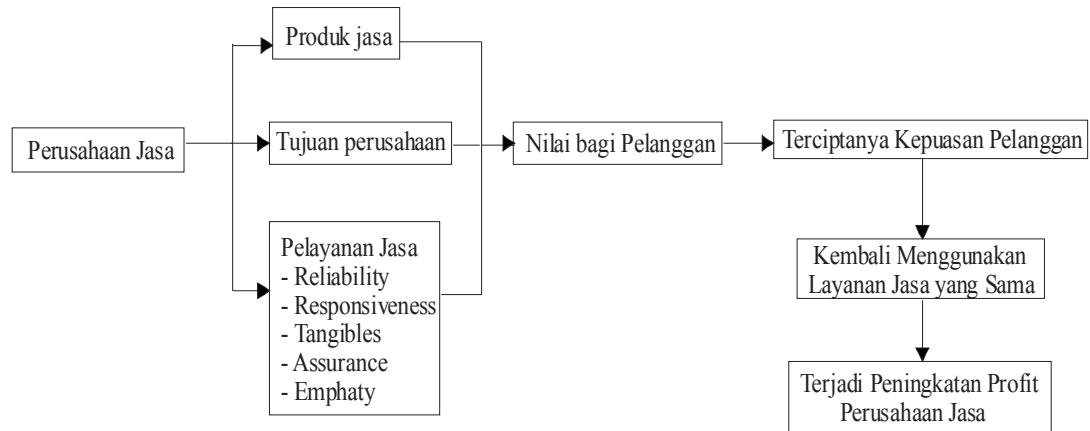 Perusahaan Jasa
Produk jasa
Tujuan perusahaan
Pelayanan Jasa
- Reliability
- Responsiveness
- Tangibles
- Assurance
- Emphaty
Nilai bagi Pelanggan
Terciptanya Kepuasan Pelanggan
Kembali Menggunakan
Layanan Jasa yang Sama
Terjadi Peningkatan Profit
Perusahaan Jasa